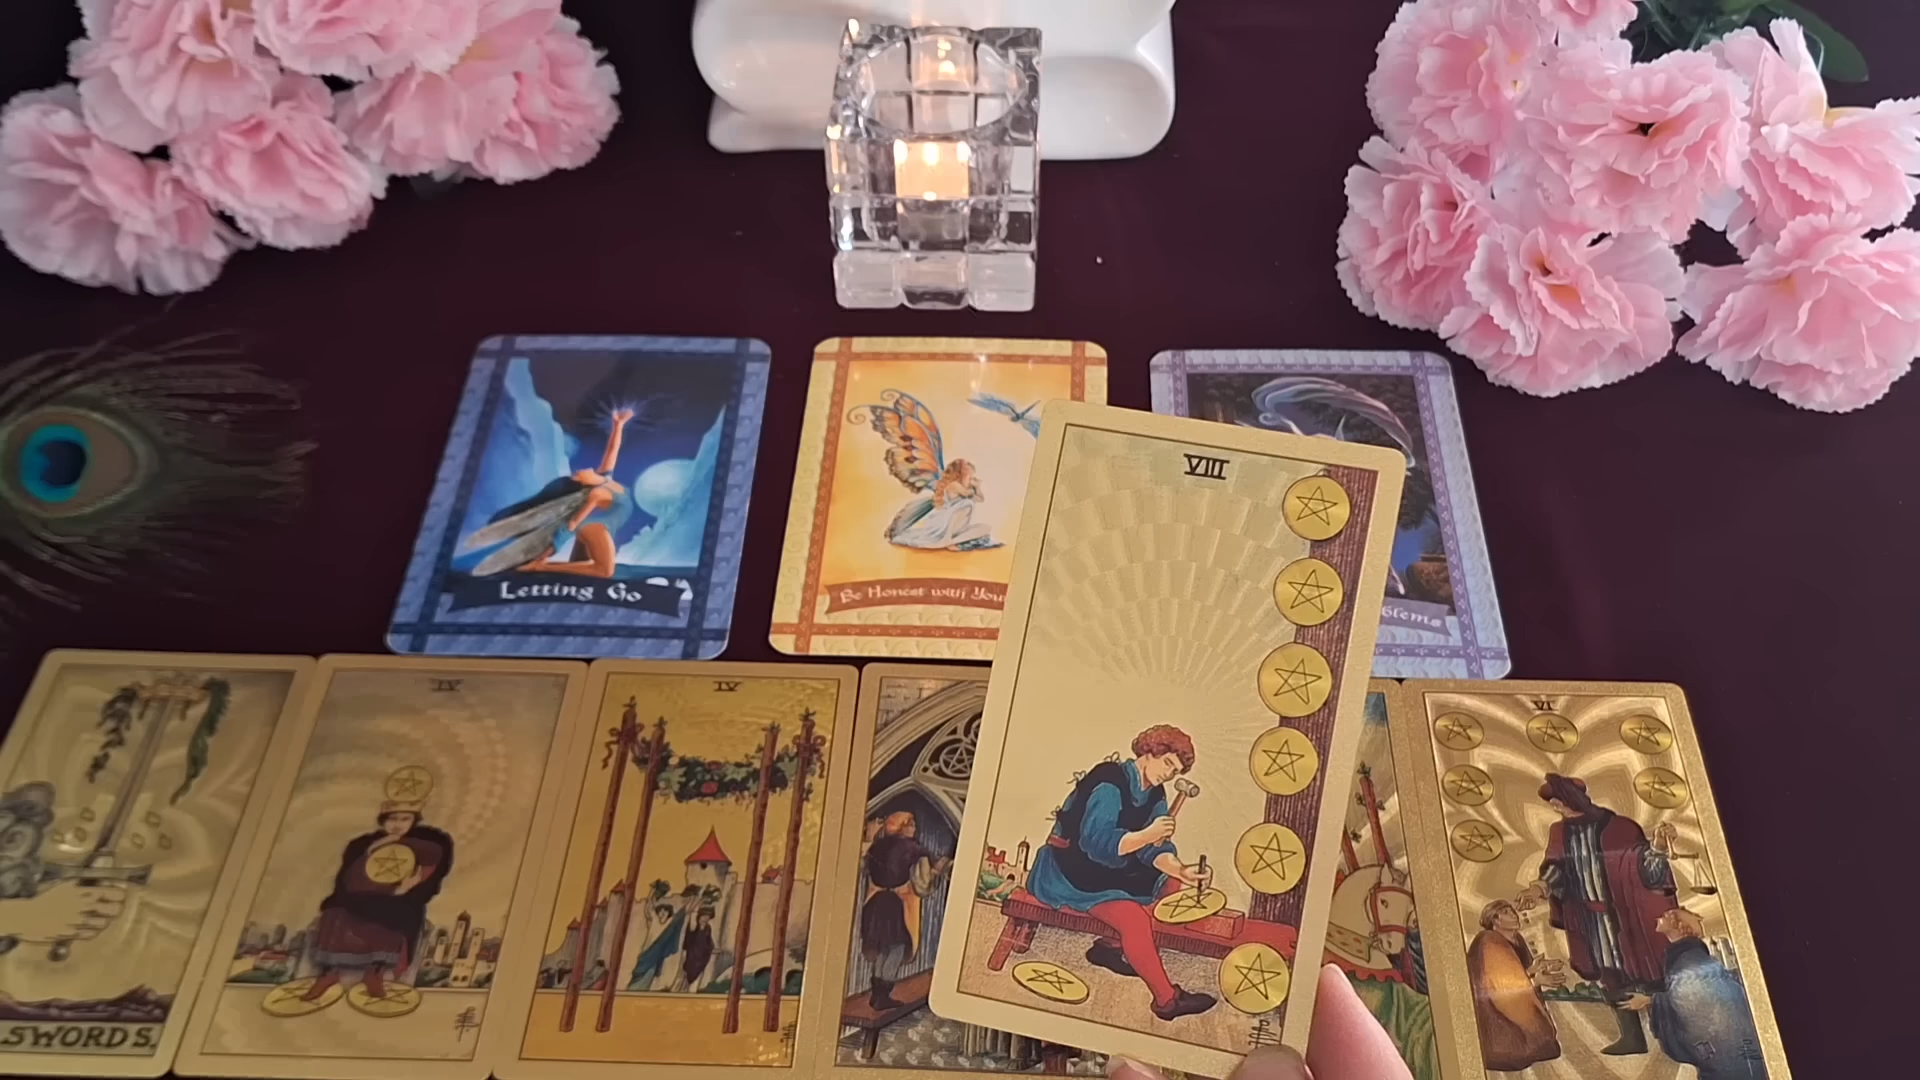 Letting Go
Be Honest with You
blems
VIII
IV
IV
VI
SWORDS.